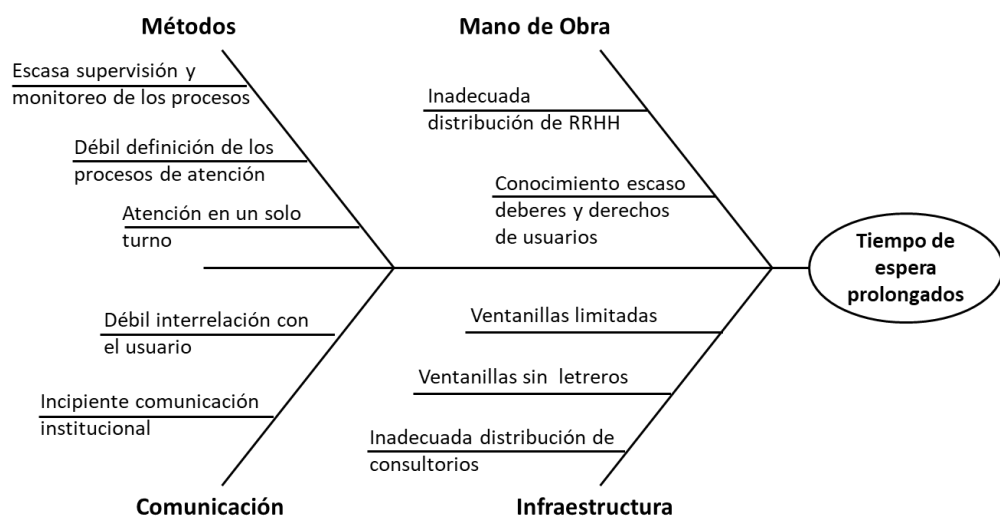 Métodos
Mano de Obra
Escasa supervisión y
monitoreo de los procesos
Débil definición de los
procesos de atención
Atención en un solo
turno
Inadecuada
distribución de RRHH
Conocimiento escaso
deberes y derechos
de usuarios
Tiempo de
espera
prolongados
Débil interrelación con
el usuario
Incipiente comunicación
institucional
Ventanillas limitadas
Ventanillas sin letreros
Inadecuada distribución de
consultorios
Comunicación
Infraestructura